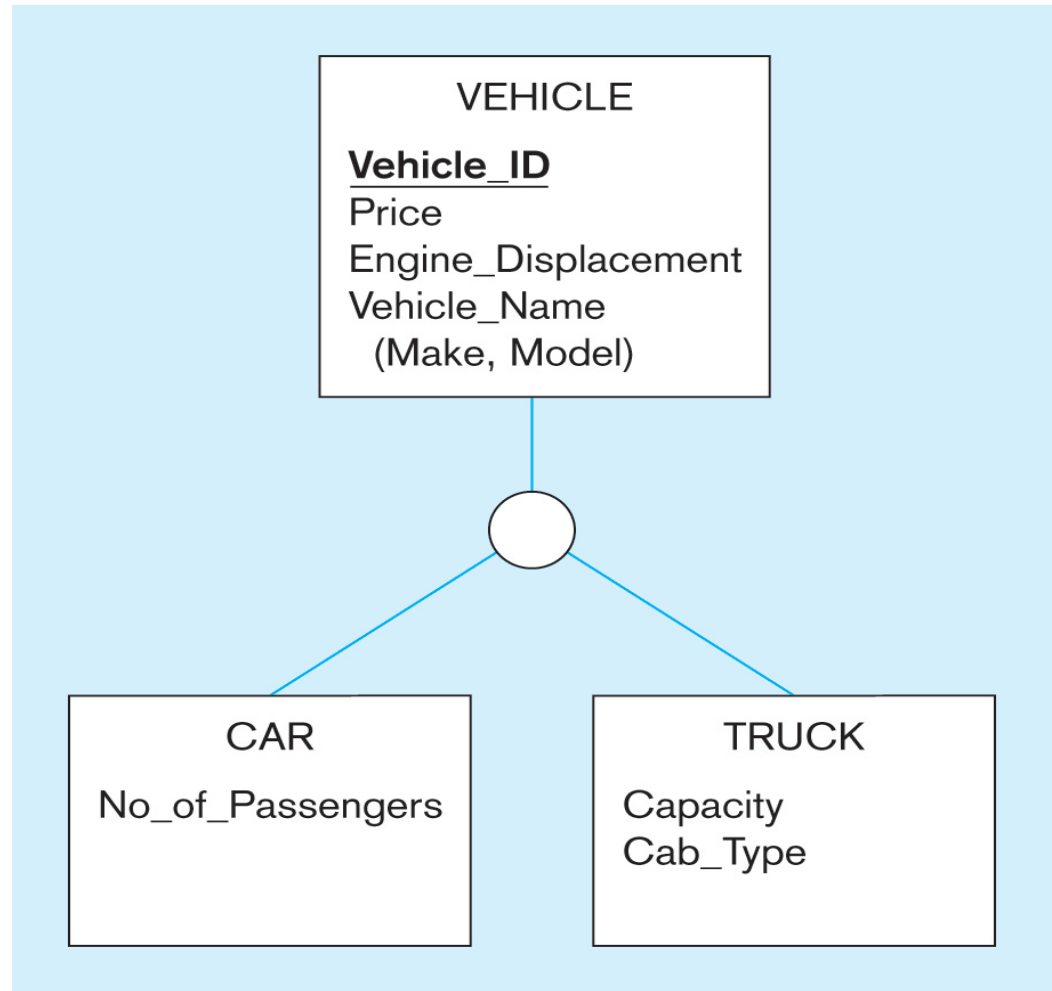 VEHICLE
Vehicle_ID
Price
Engine_Displacement
Vehicle_Name
(Make, Model)
CAR
No_of_Passengers
TRUCK
Capacity
Cab_Type